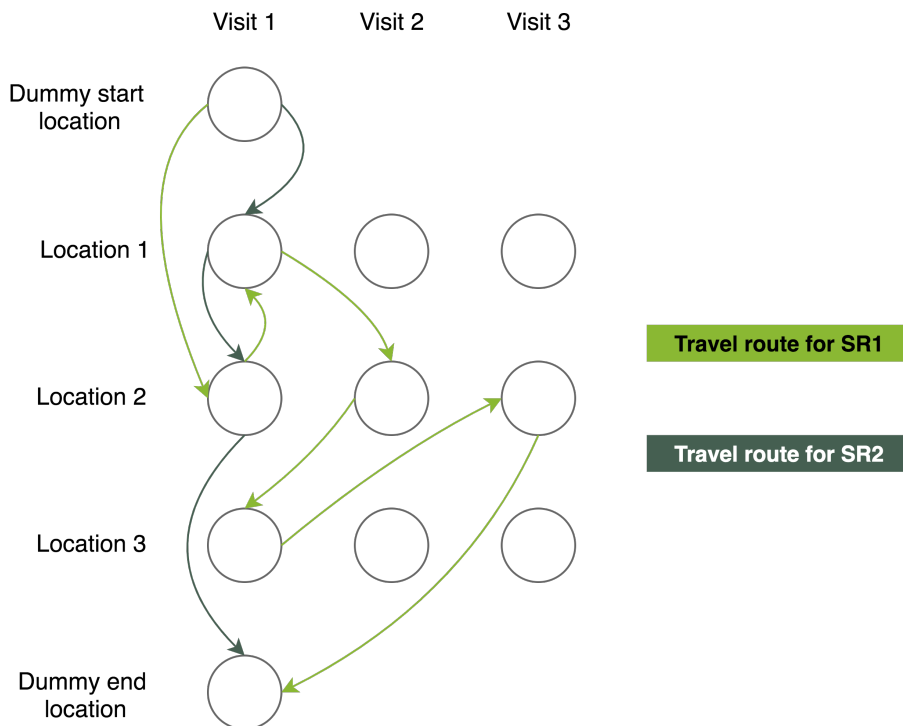 Visit 1
Visit 2
Visit 3
Dummy start
location
Location 1
Location 2
Travel route for SR1
Travel route for SR2
Location 3
Dummy end
location